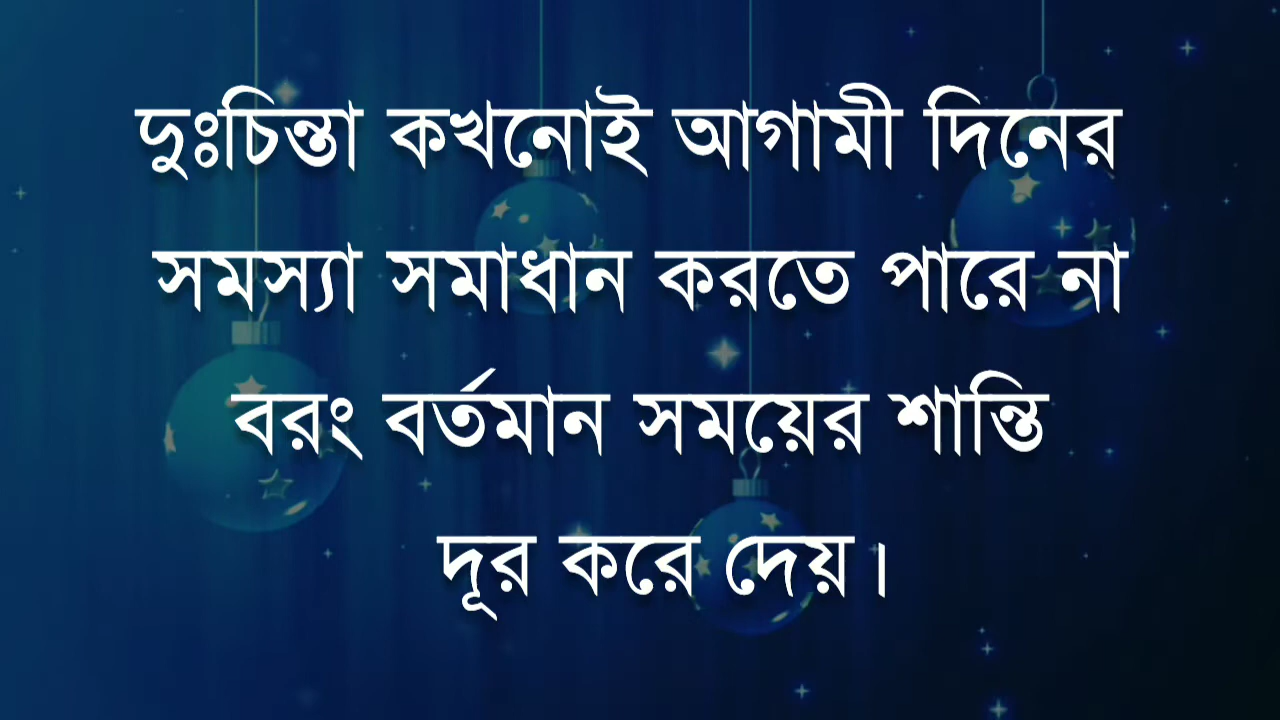 দুঃচিন্তা কখনোই আগামী দিনের
সমস্যা সমাধান করতে পারে না
বরং বর্তমান সময়ের শান্তি
দূর করে দেয়।